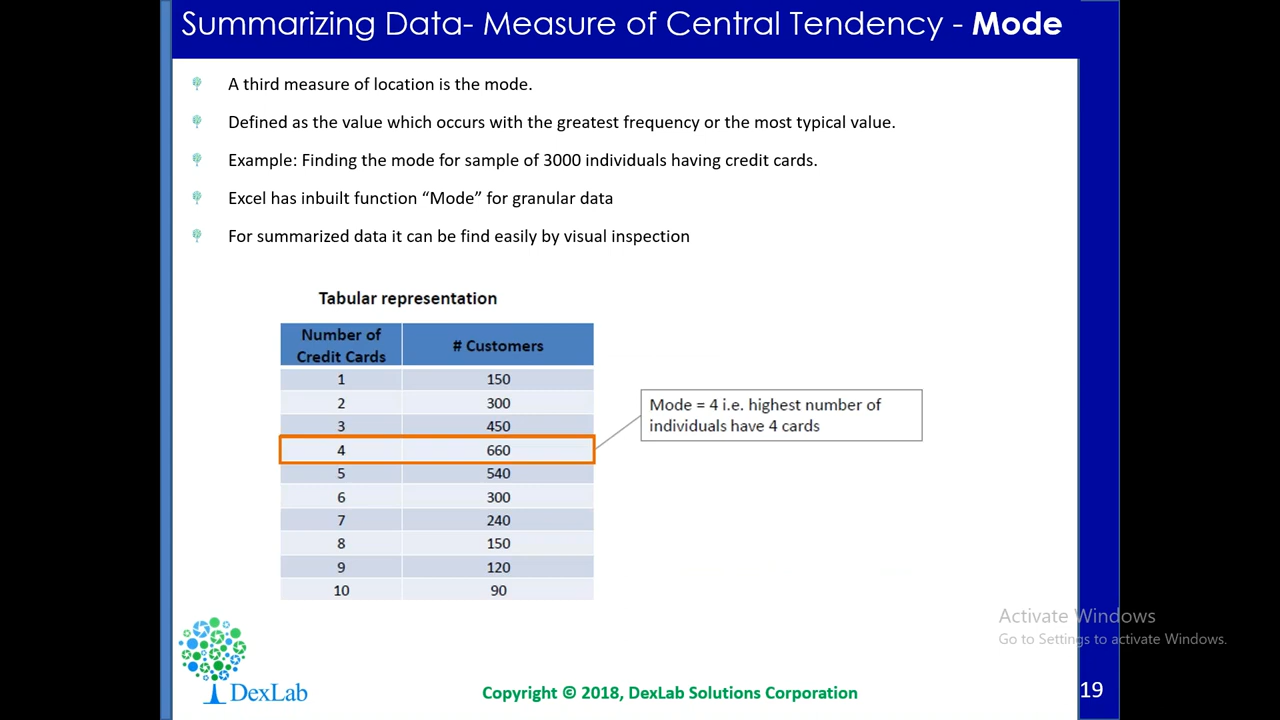 Summarizing Data- Measure of Central Tendency - Mode
A third measure of location is the mode.
Defined as the value which occurs with the greatest frequency or the most typical value.
Example: Finding the mode for sample of 3000 individuals having credit cards.
Excel has inbuilt function “Mode” for granular data
For summarized data it can be find easily by visual inspection
Tabular representation
Number of
Credit Cards
# Customers
1 150
2 300
3 450
4 660
5 540
6 300
7 240
8 150
9 120
10 90
Mode = 4 i.e. highest number of
individuals have 4 cards
Activate Windows
Go to Settings to activate Windows.
DexLab
Copyright © 2018, DexLab Solutions Corporation
19